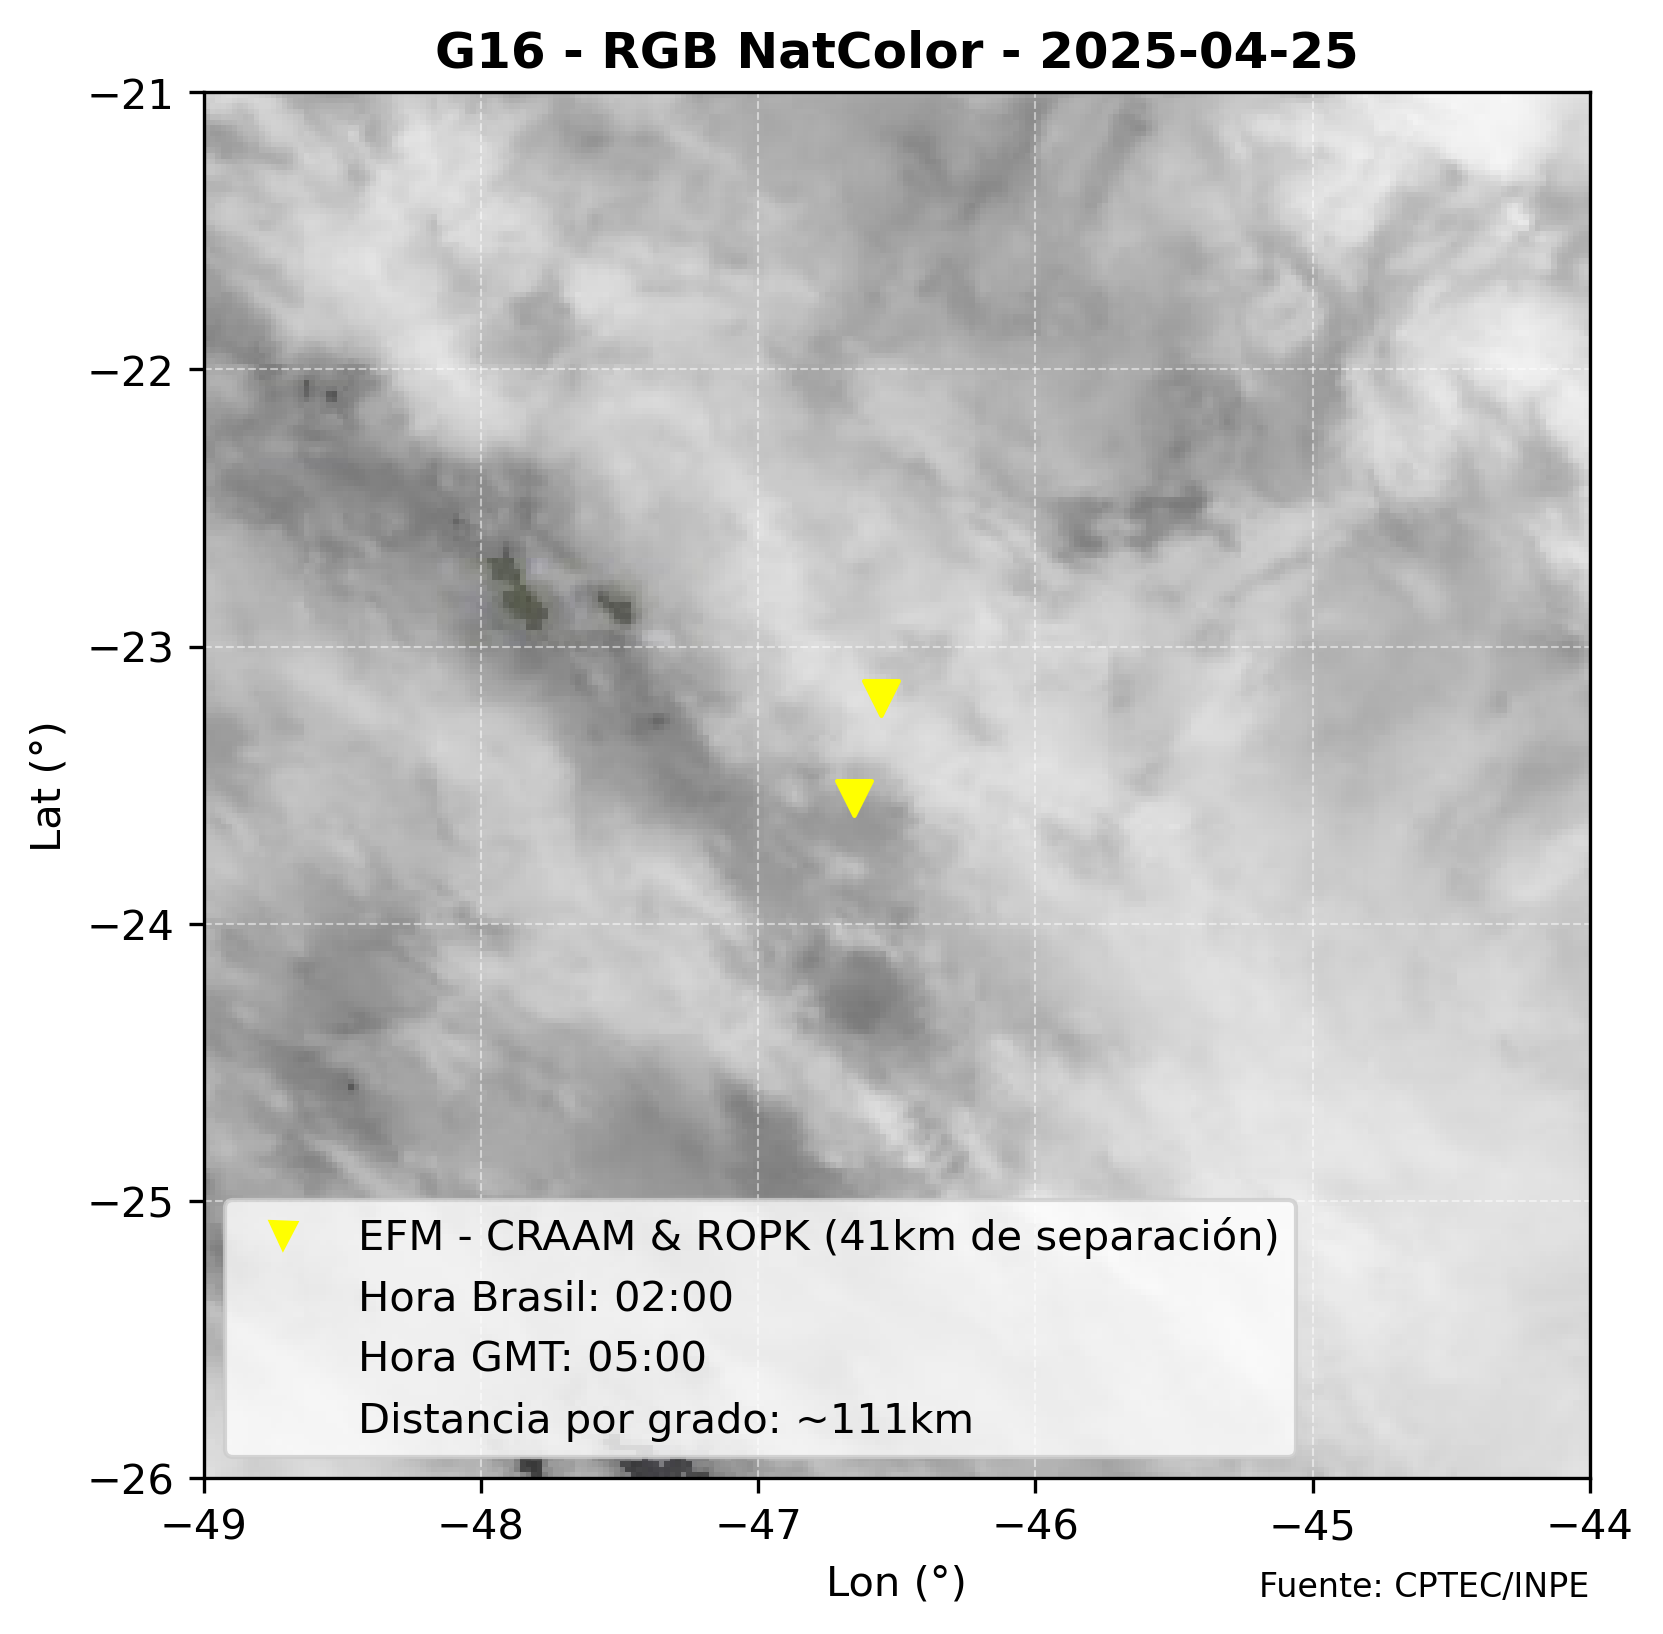 G16 - RGB NatColor - 2025-04-25
−21
−22
−23
−24
−25
−26
Lat (°)
EFM - CRAAM & ROPK (41km de separación)
Hora Brasil: 02:00
Hora GMT: 05:00
Distancia por grado: ~111km
−49
−48
−47
−46
−45
−44
Lon (°)
Fuente: CPTEC/INPE